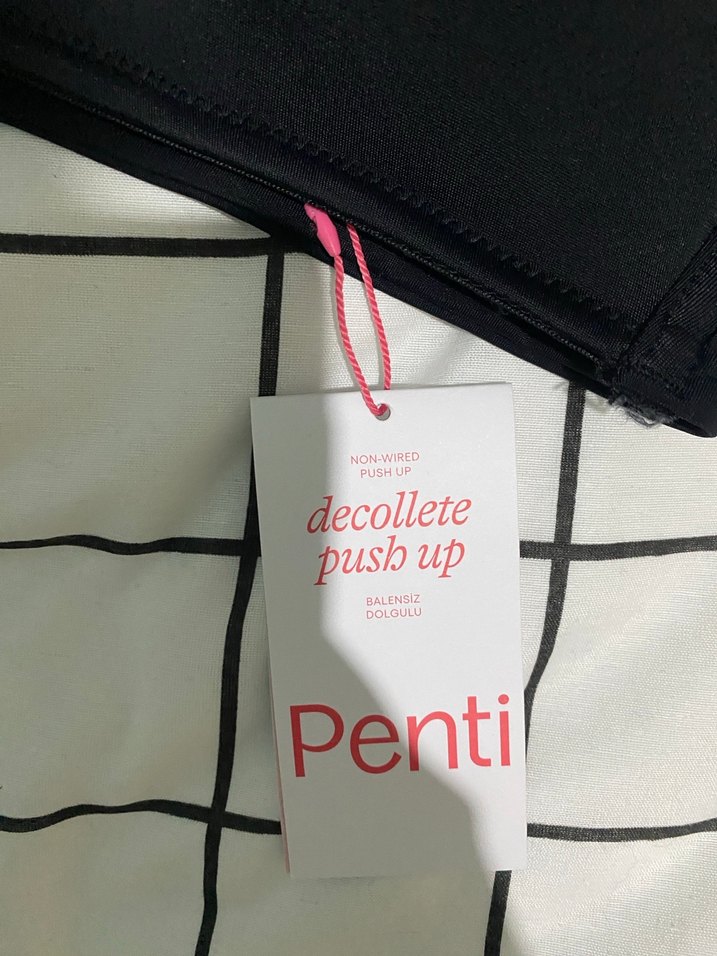 NON-WIRED
PUSH UP
decollete
push up
BALENSİZ
DOLGULU
Penti